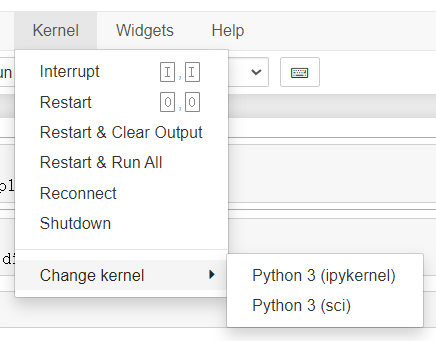 Kernel Widgets Help
un
Interrupt I,I
Restart 0,0
Restart & Clear Output
Restart & Run All
pl
Reconnect
Shutdown
di
Change kernel
Python 3 (ipykernel)
Python 3 (sci)